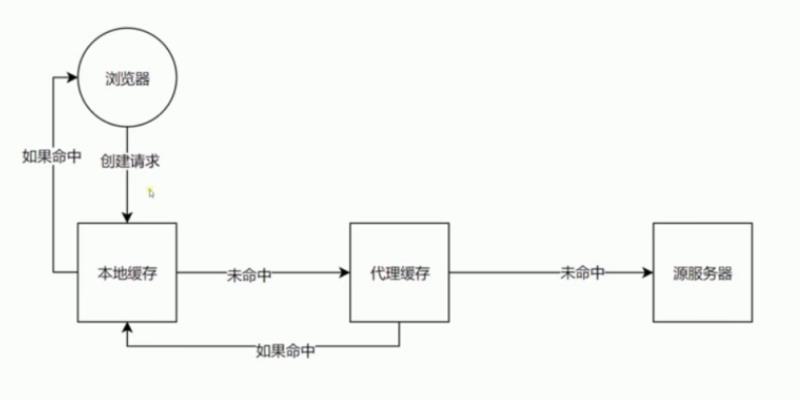 浏览器
如果命中
创建请求
本地缓存
未命中
代理缓存
未命中
源服务器
如果命中